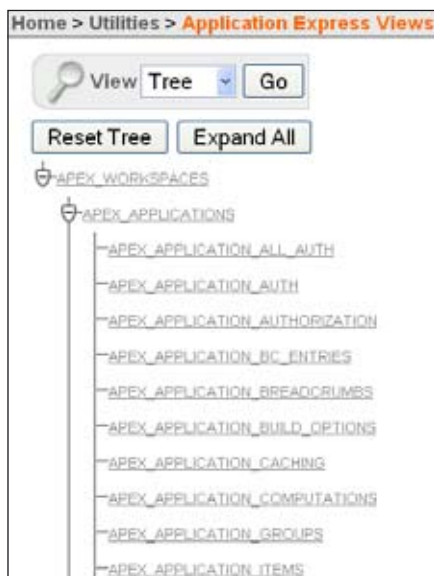 Home > Utilities > Application Express Views
View Tree Go
Reset Tree Expand All
APEX_WORKSPACES
APEX_APPLICATIONS
APEX_APPLICATION_ALL_AUTH
APEX_APPLICATION_AUTH
APEX_APPLICATION_AUTHORIZATION
APEX_APPLICATION_BC_ENTRIES
APEX_APPLICATION_BREADCRUMBS
APEX_APPLICATION_BUILD_OPTIONS
APEX_APPLICATION_CACHING
APEX_APPLICATION_COMPUTATIONS
APEX_APPLICATION_GROUPS
APEX_APPLICATION_ITEMS